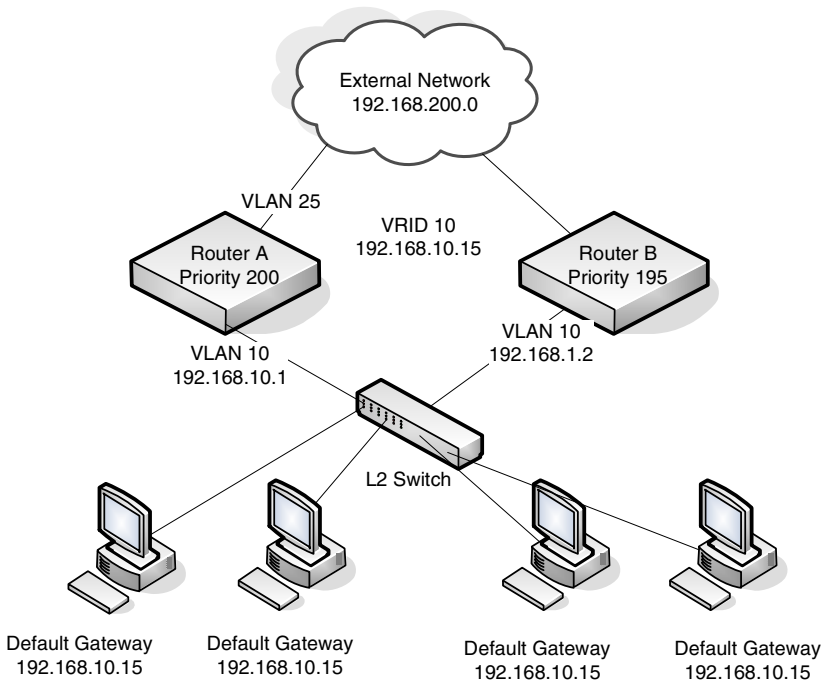 External Network
192.168.200.0
VLAN 25
VRID 10
192.168.10.15
Router A
Priority 200
Router B
Priority 195
VLAN 10
192.168.10.1
VLAN 10
192.168.1.2
L2 Switch
Default Gateway
192.168.10.15
Default Gateway
192.168.10.15
Default Gateway
192.168.10.15
Default Gateway
192.168.10.15